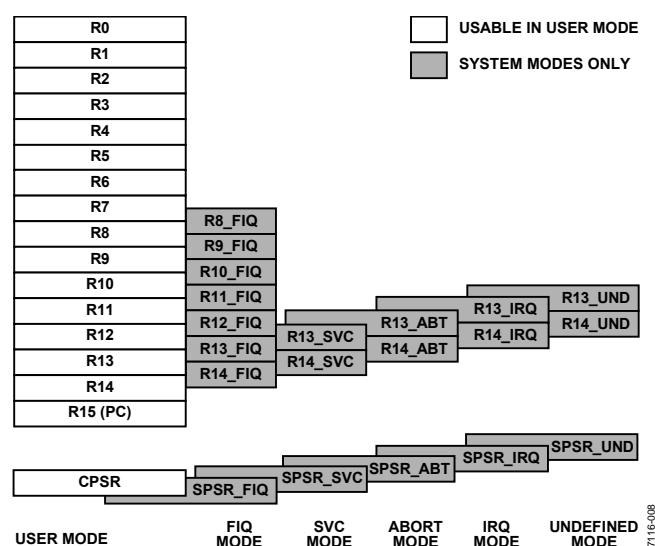 R0
R1
R2
R3
R4
R5
R6
R7
R8
R9
R10
R11
R12
R13
R14
R15 (PC)
R8_FIQ
R9_FIQ
R10_FIQ
R11_FIQ
R12_FIQ
R13_FIQ
R14_FIQ
R13_SVC
R14_SVC
R13_ABT
R14_ABT
R13_IRQ
R14_IRQ
R13_UND
R14_UND
USABLE IN USER MODE
SYSTEM MODES ONLY
CPSR
SPSR_FIQ
SPSR_SVC
SPSR_ABT
SPSR_IRQ
SPSR_UND
USER MODE
FIQ
MODE
SVC
MODE
ABORT
MODE
IRQ
MODE
UNDEFINED
MODE
7116-008